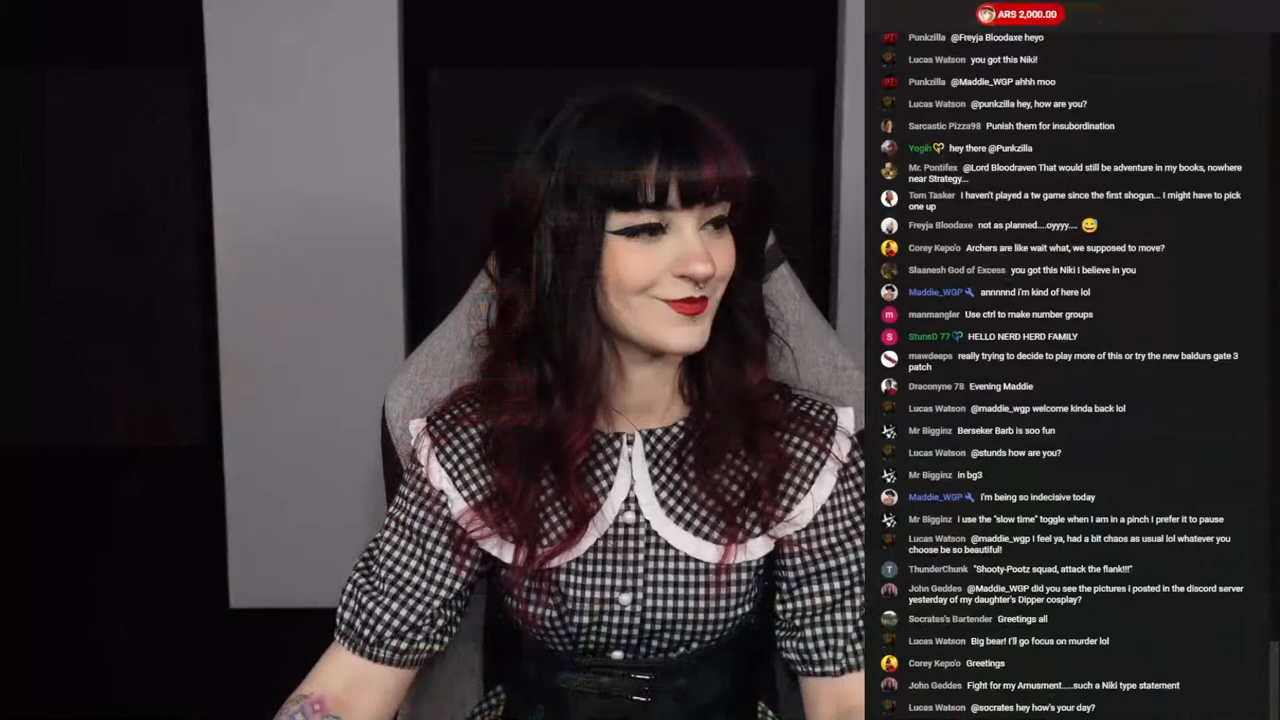 ARS 2,000.00
Punkzilla @Freyja Bloodaxe heyo
Lucas Watson you got this Niki!
PZ Punkzilla @Maddie_WGP ahhh moo
Lucas Watson @punkzilla hey, how are you?
Sarcastic Pizza98 Punish them for insubordination
Yogih hey there @Punkzilla
Mr. Pontifex @Lord Bloodraven That would still be adventure in my books, nowhere
near Strategy...
Tom Tasker I haven't played a tw game since the first shogun... I might have to pick
one up
Freyja Bloodaxe not as planned....oyyyy.... 😅
Corey Kepo'o Archers are like wait what, we supposed to move?
Slaanesh God of Excess you got this Niki I believe in you
Maddie_WGP annnnnd i'm kind of here lol
m manmangler Use ctrl to make number groups
S StunsD 77 HELLO NERD HERD FAMILY
mawdeeps really trying to decide to play more of this or try the new baldurs gate 3
patch
Draconyne 78 Evening Maddie
Lucas Watson @maddie_wgp welcome kinda back lol
Mr Bigginz Berseker Barb is soo fun
Lucas Watson @stunds how are you?
Mr Bigginz in bg3
Maddie_WGP I'm being so indecisive today
Mr Bigginz i use the "slow time" toggle when I am in a pinch I prefer it to pause
Lucas Watson @maddie_wgp I feel ya, had a bit chaos as usual lol whatever you
choose be so beautiful!
T ThunderChunk "Shooty-Pootz squad, attack the flank!!!"
John Geddes @Maddie_WGP did you see the pictures i posted in the discord server
yesterday of my daughter's Dipper cosplay?
Socrates's Bartender Greetings all
Lucas Watson Big bear! I'll go focus on murder lol
Corey Kepo'o Greetings
John Geddes Fight for my Amusment.....such a Niki type statement
Lucas Watson @socrates hey how's your day?